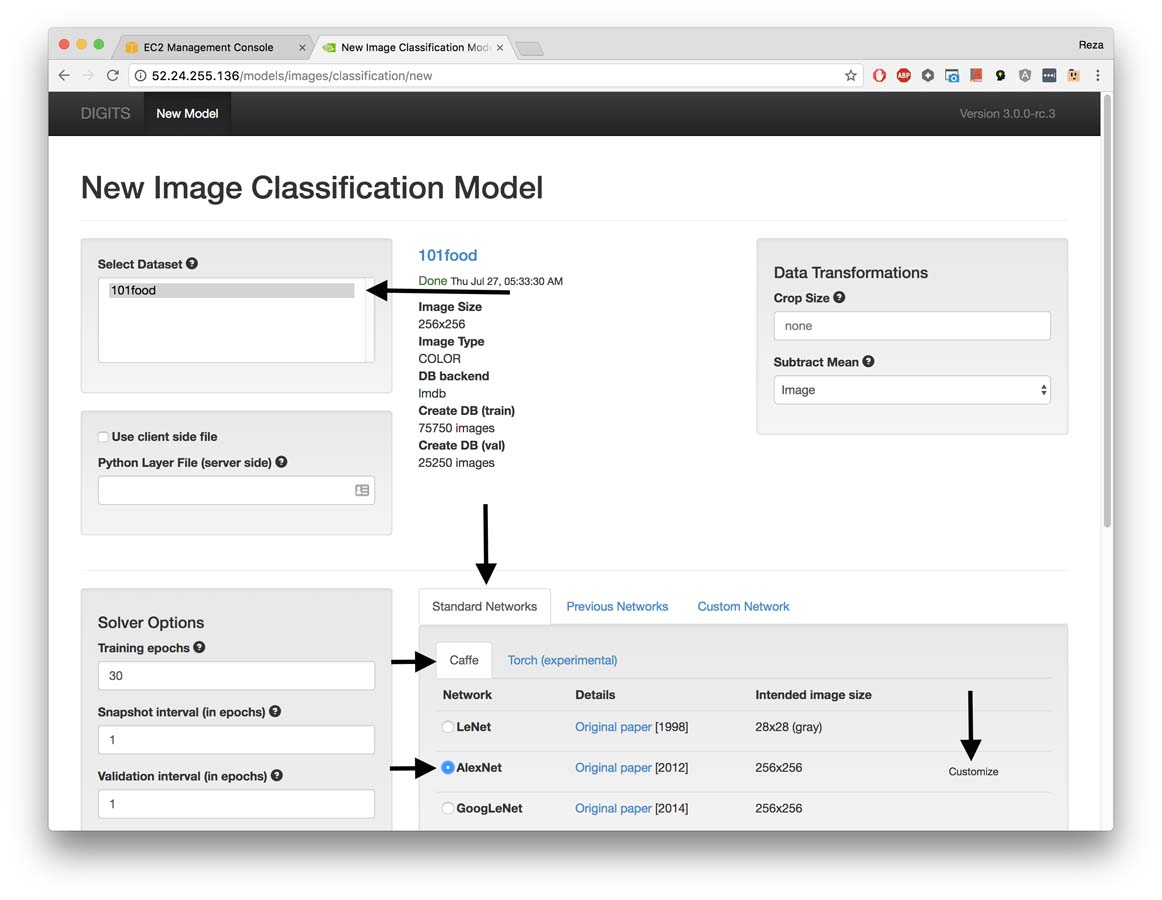 EC2 Management Console
New Image Classification Mod
Reza
52.24.255.136/models/images/classification/new
ABP
DIGITS
New Model
Version 3.0.0-rc.3
New Image Classification Model
Select Dataset
101food
Use client side file
Python Layer File (server side)
101food
Done Thu Jul 27, 05:33:30 AM
Image Size
256x256
Image Type
COLOR
DB backend
lmdb
Create DB (train)
75750 images
Create DB (val)
25250 images
Data Transformations
Crop Size
none
Subtract Mean
Image
Solver Options
Training epochs
30
Snapshot interval (in epochs)
1
Validation interval (in epochs)
1
Standard Networks Previous Networks Custom Network
Caffe Torch (experimental)
Network Details Intended image size
LeNet Original paper [1998] 28x28 (gray)
AlexNet Original paper [2012] 256x256 Customize
GoogLeNet Original paper [2014] 256x256